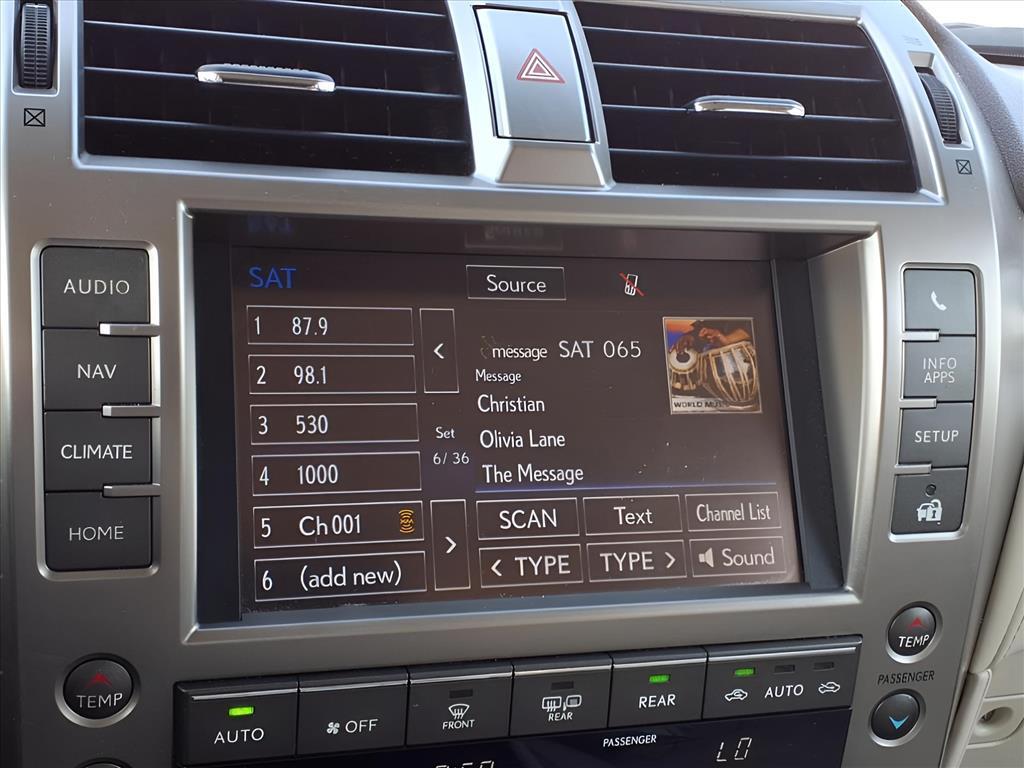 SAT
Source
1 87.9
2 98.1
3 530
4 1000
5 Ch 001
6 (add new)
<
Set
6/36
>
message SAT 065
Message
Christian
Olivia Lane
The Message
WORLD MUSIC
SCAN
Text
Channel List
< TYPE
TYPE >
Sound
AUDIO
NAV
CLIMATE
HOME
INFO
APPS
SETUP
TEMP
AUTO
OFF
FRONT
REAR
REAR
AUTO
TEMP
PASSENGER
PASSENGER
LO